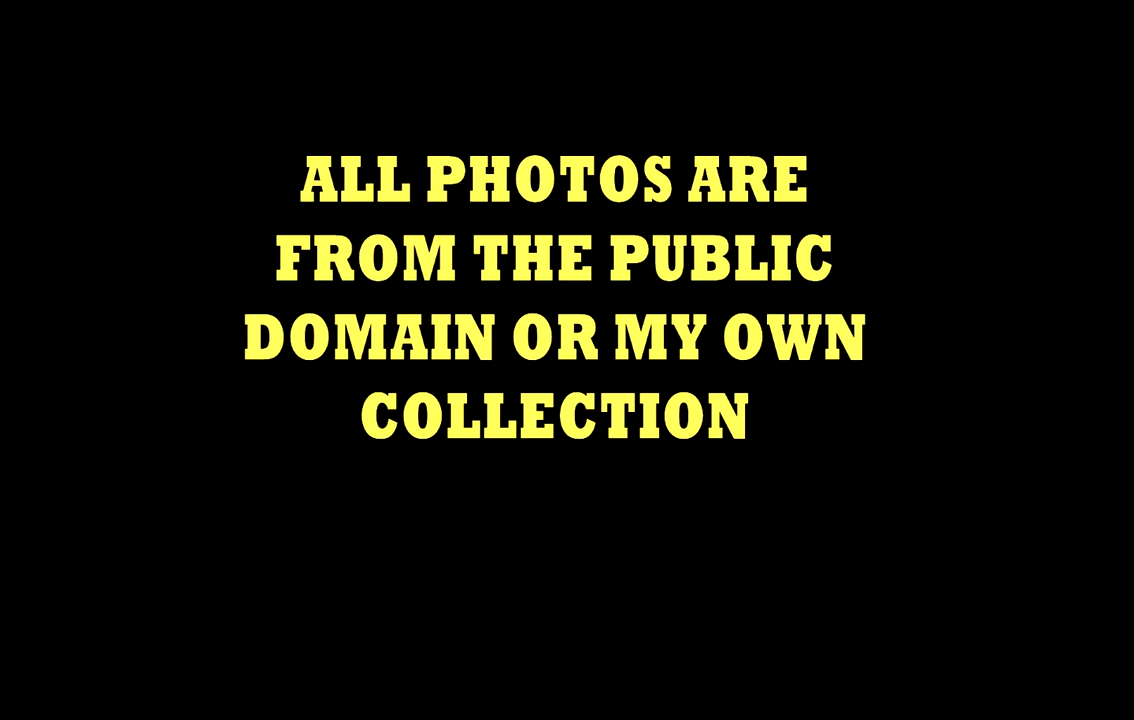 ALL PHOTOS ARE
FROM THE PUBLIC
DOMAIN OR MY OWN
COLLECTION